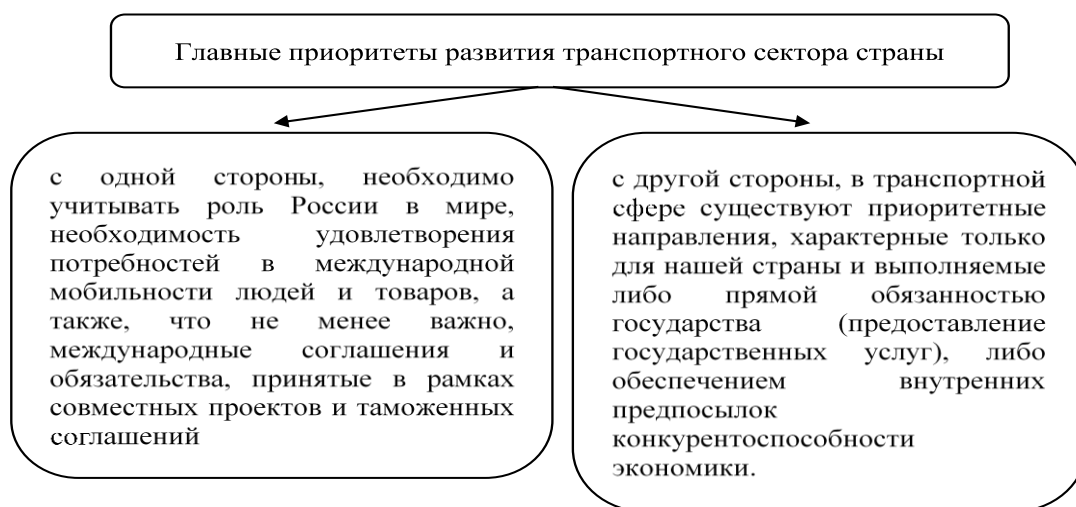 Главные приоритеты развития транспортного сектора страны
с одной стороны, необходимо
учитывать роль России в мире,
необходимость удовлетворения
потребностей в международной
мобильности людей и товаров, а
также, что не менее важно,
международные соглашения и
обязательства, принятые в рамках
совместных проектов и таможенных
соглашений
с другой стороны, в транспортной
сфере существуют приоритетные
направления, характерные только
для нашей страны и выполняемые
либо прямой обязанностью
государства (предоставление
государственных услуг), либо
обеспечением внутренних
предпосылок
конкурентоспособности
экономики.